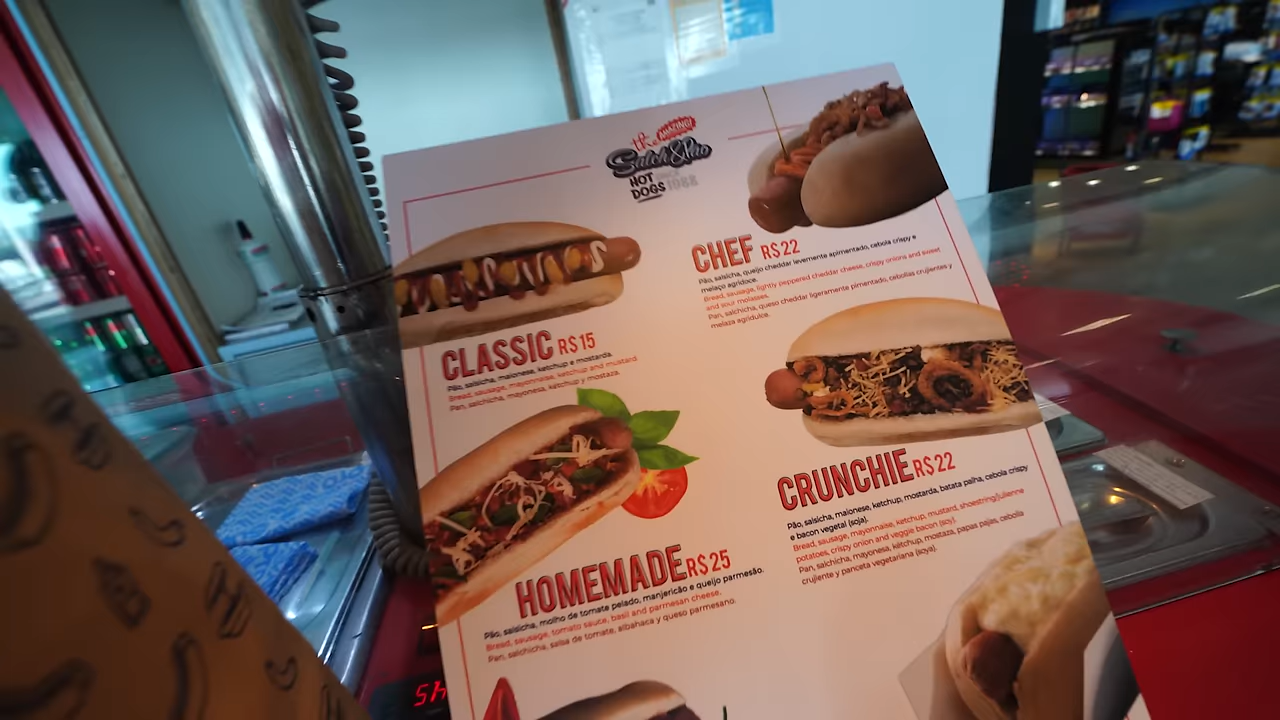 the AMAZING!
Satch & Pão
HOT
DOGS SINCE 1988
CHEF R$22
Pão, salsicha, queijo cheddar levemente apimentado, cebola crispy e
melaço agridoce.
Bread, sausage, lightly peppered cheddar cheese, crispy onions and sweet
and sour molasses.
Pan, salchicha, queso cheddar ligeramente pimentado, cebollas crujientes y
melaza agridulce.
CLASSIC R$15
Pão, salsicha, maionese, ketchup e mostarda.
Bread, sausage, mayonnaise, ketchup and mustard
Pan, salchicha, mayonesa, kétchup y mostaza.
CRUNCHIE R$22
Pão, salsicha, maionese, ketchup, mostarda, batata palha, cebola crispy
e bacon vegetal (soja).
Bread, sausage, mayonnaise, ketchup, mustard, shoestring/julienne
potatoes, crispy onion and veggie bacon (soy).
Pan, salchicha, mayonesa, kétchup, mostaza, papas pajas, cebola
crujiente y panceta vegetariana (soja).
HOMEMADE R$25
Pão, salsicha, molho de tomate pelado, manjericão e queijo parmesão.
Bread, sausage, tomato sauce, basil and parmesan cheese.
Pan, salchicha, salsa de tomate, albahaca y queso parmesano.